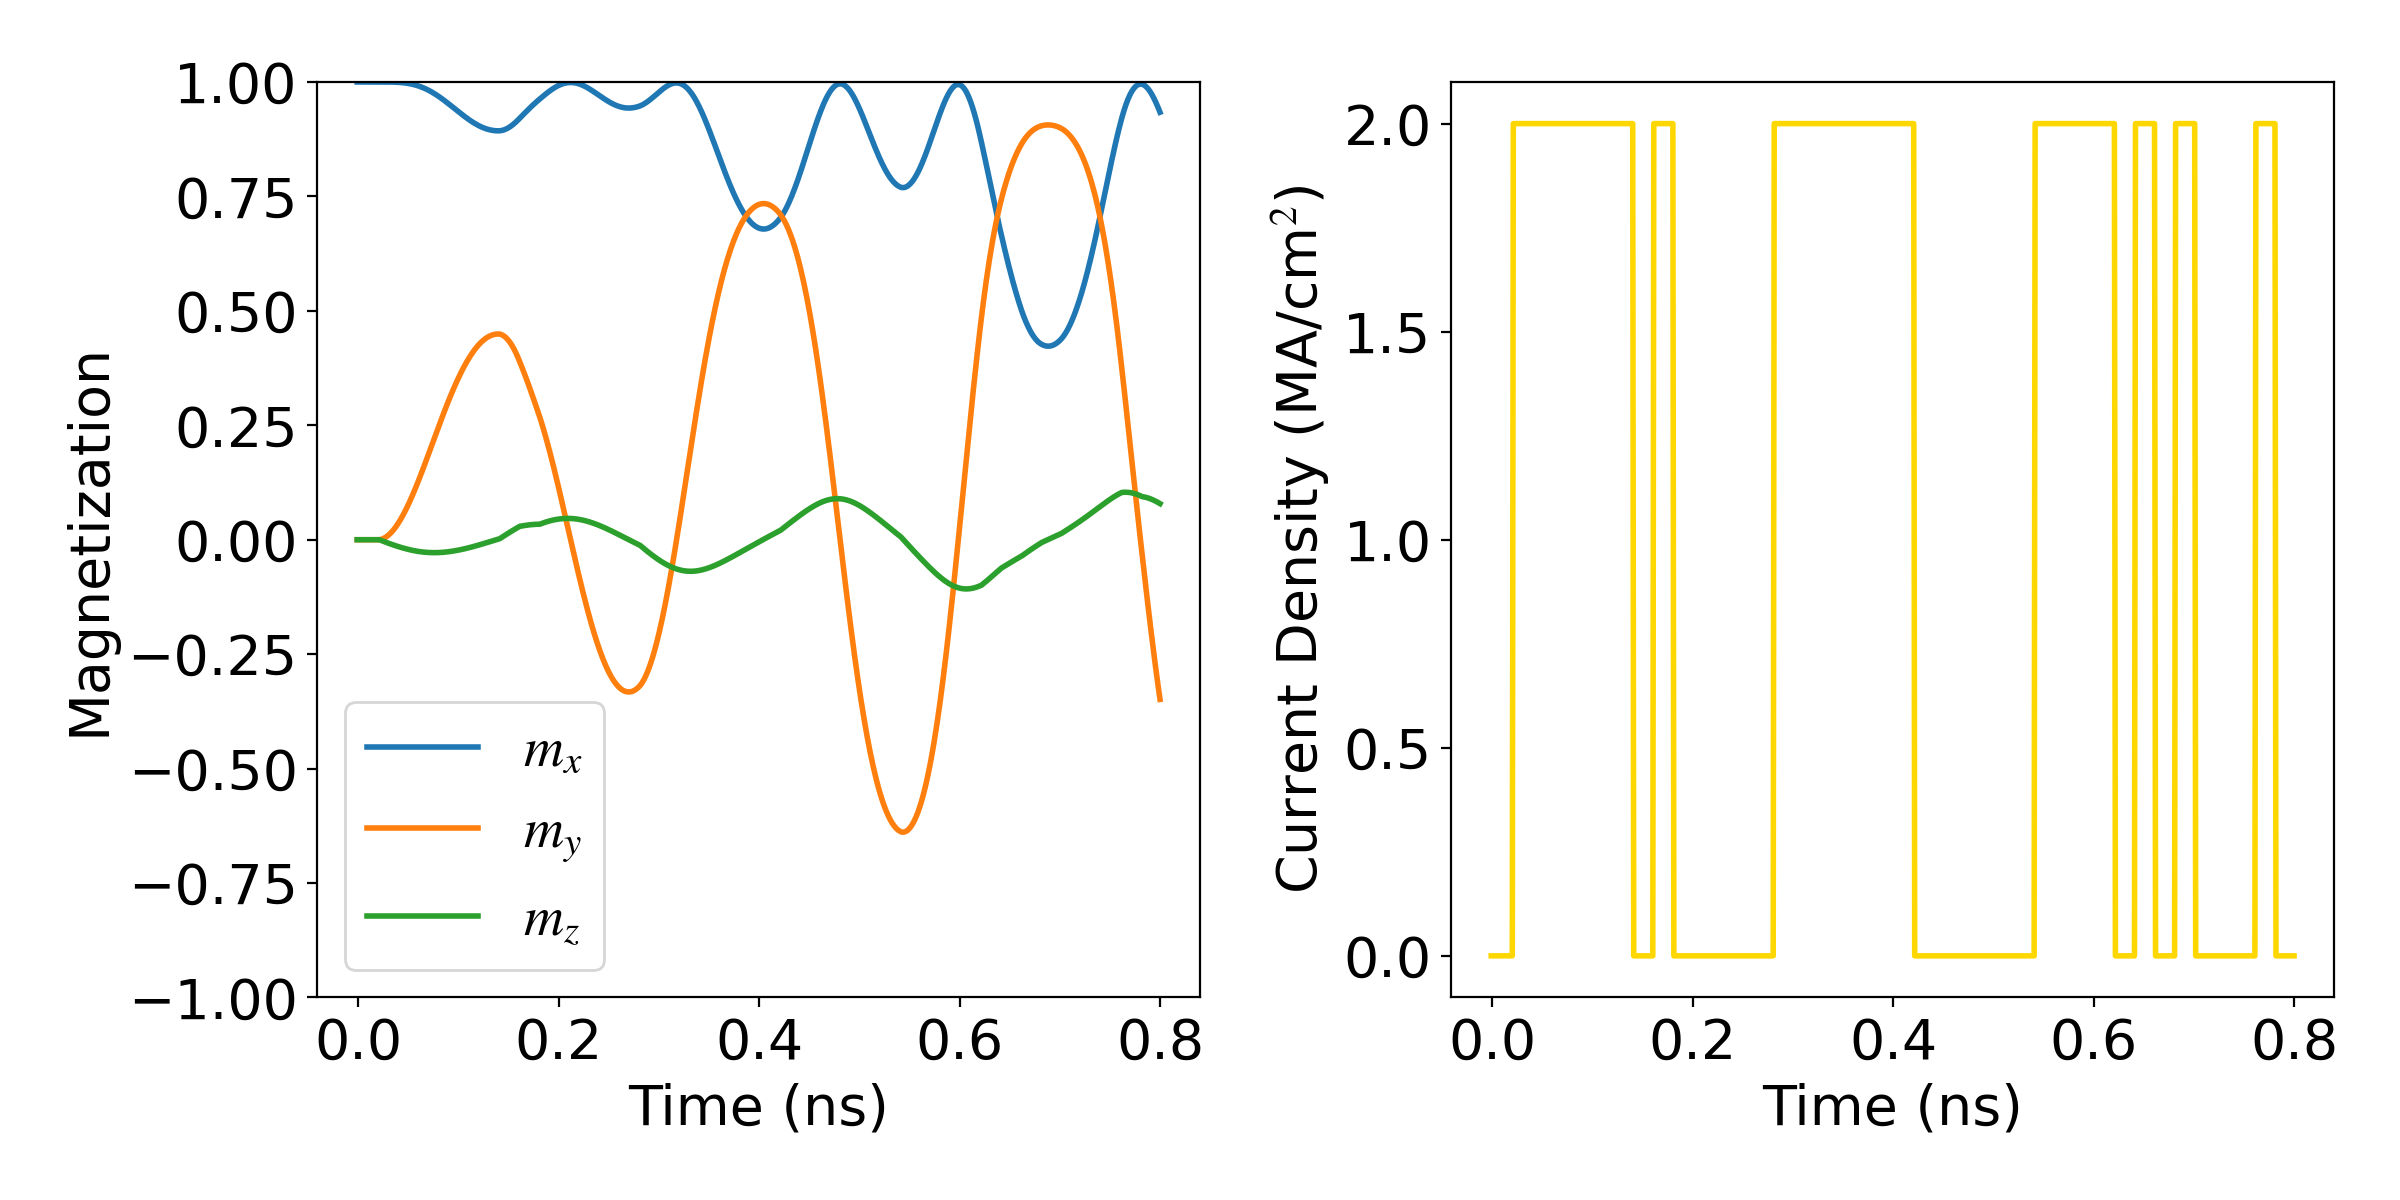 1.00
0.75
0.50
0.25
0.00
−0.25
−0.50
−0.75
−1.00
Magnetization
m_x
m_y
m_z
0.0 0.2 0.4 0.6 0.8
Time (ns)
2.0
1.5
1.0
0.5
0.0
Current Density (MA/cm²)
0.0 0.2 0.4 0.6 0.8
Time (ns)